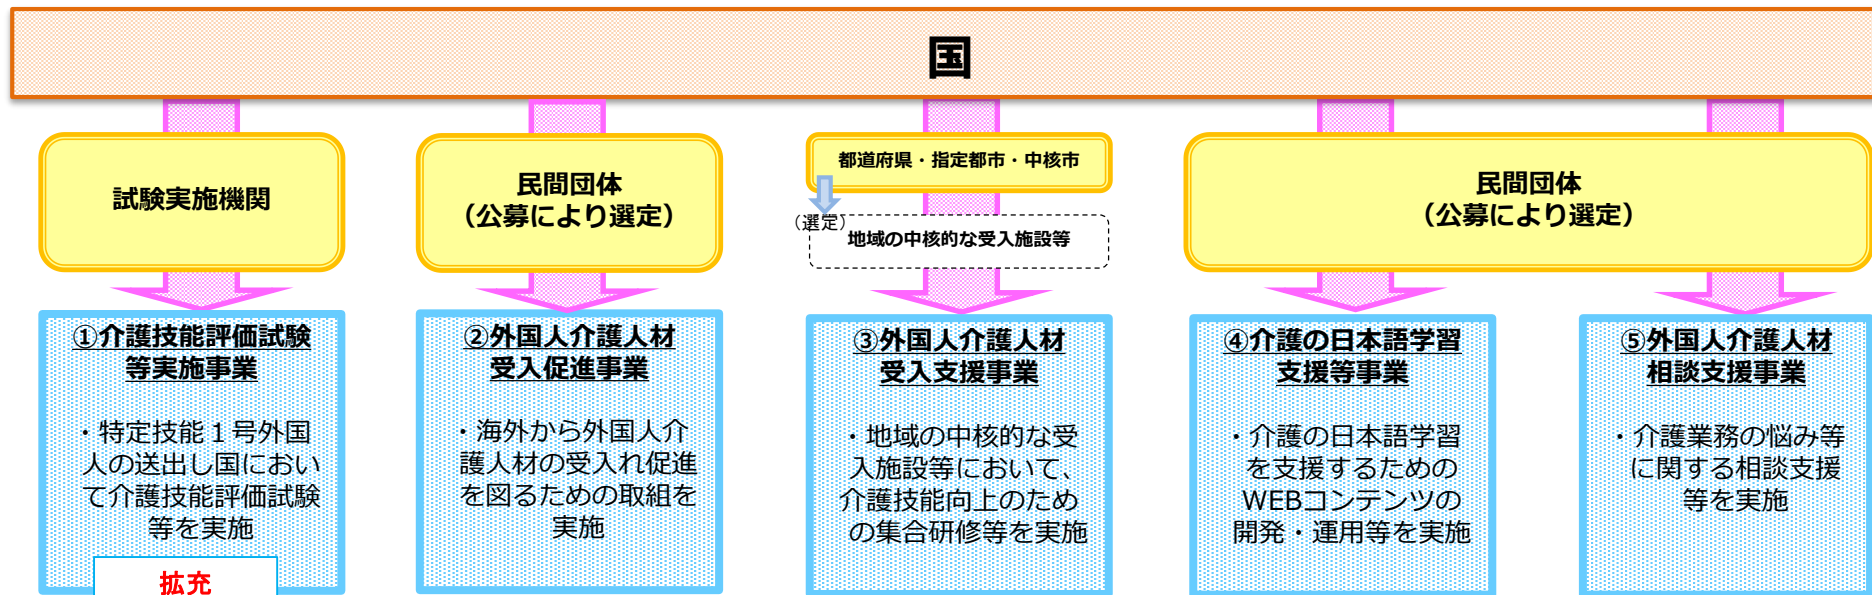 国
試験実施機関
民間団体
（公募により選定）
都道府県・指定都市・中核市
（選定）
地域の中核的な受入施設等
民間団体
（公募により選定）
①介護技能評価試験
等実施事業
・特定技能１号外国
人の送出し国におい
て介護技能評価試験
等を実施
拡充
②外国人介護人材
受入促進事業
・海外から外国人介
護人材の受入れ促進
を図るための取組を
実施
③外国人介護人材
受入支援事業
・地域の中核的な受
入施設等において、
介護技能向上のため
の集合研修等を実施
④介護の日本語学習
支援等事業
・介護の日本語学習
を支援するための
WEBコンテンツの
開発・運用等を実施
⑤外国人介護人材
相談支援事業
・介護業務の悩み等
に関する相談支援
等を実施